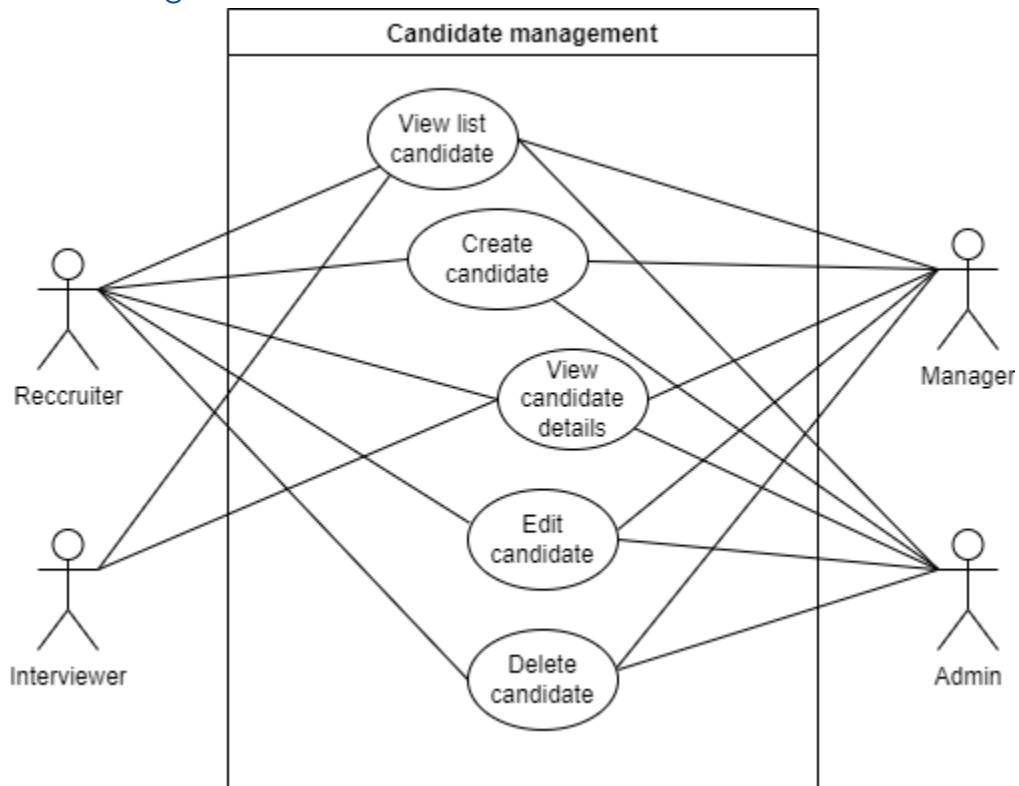 Candidate management
View list
candidate
Create
candidate
View
candidate
details
Edit
candidate
Delete
candidate
Reccruiter
Interviewer
Manager
Admin